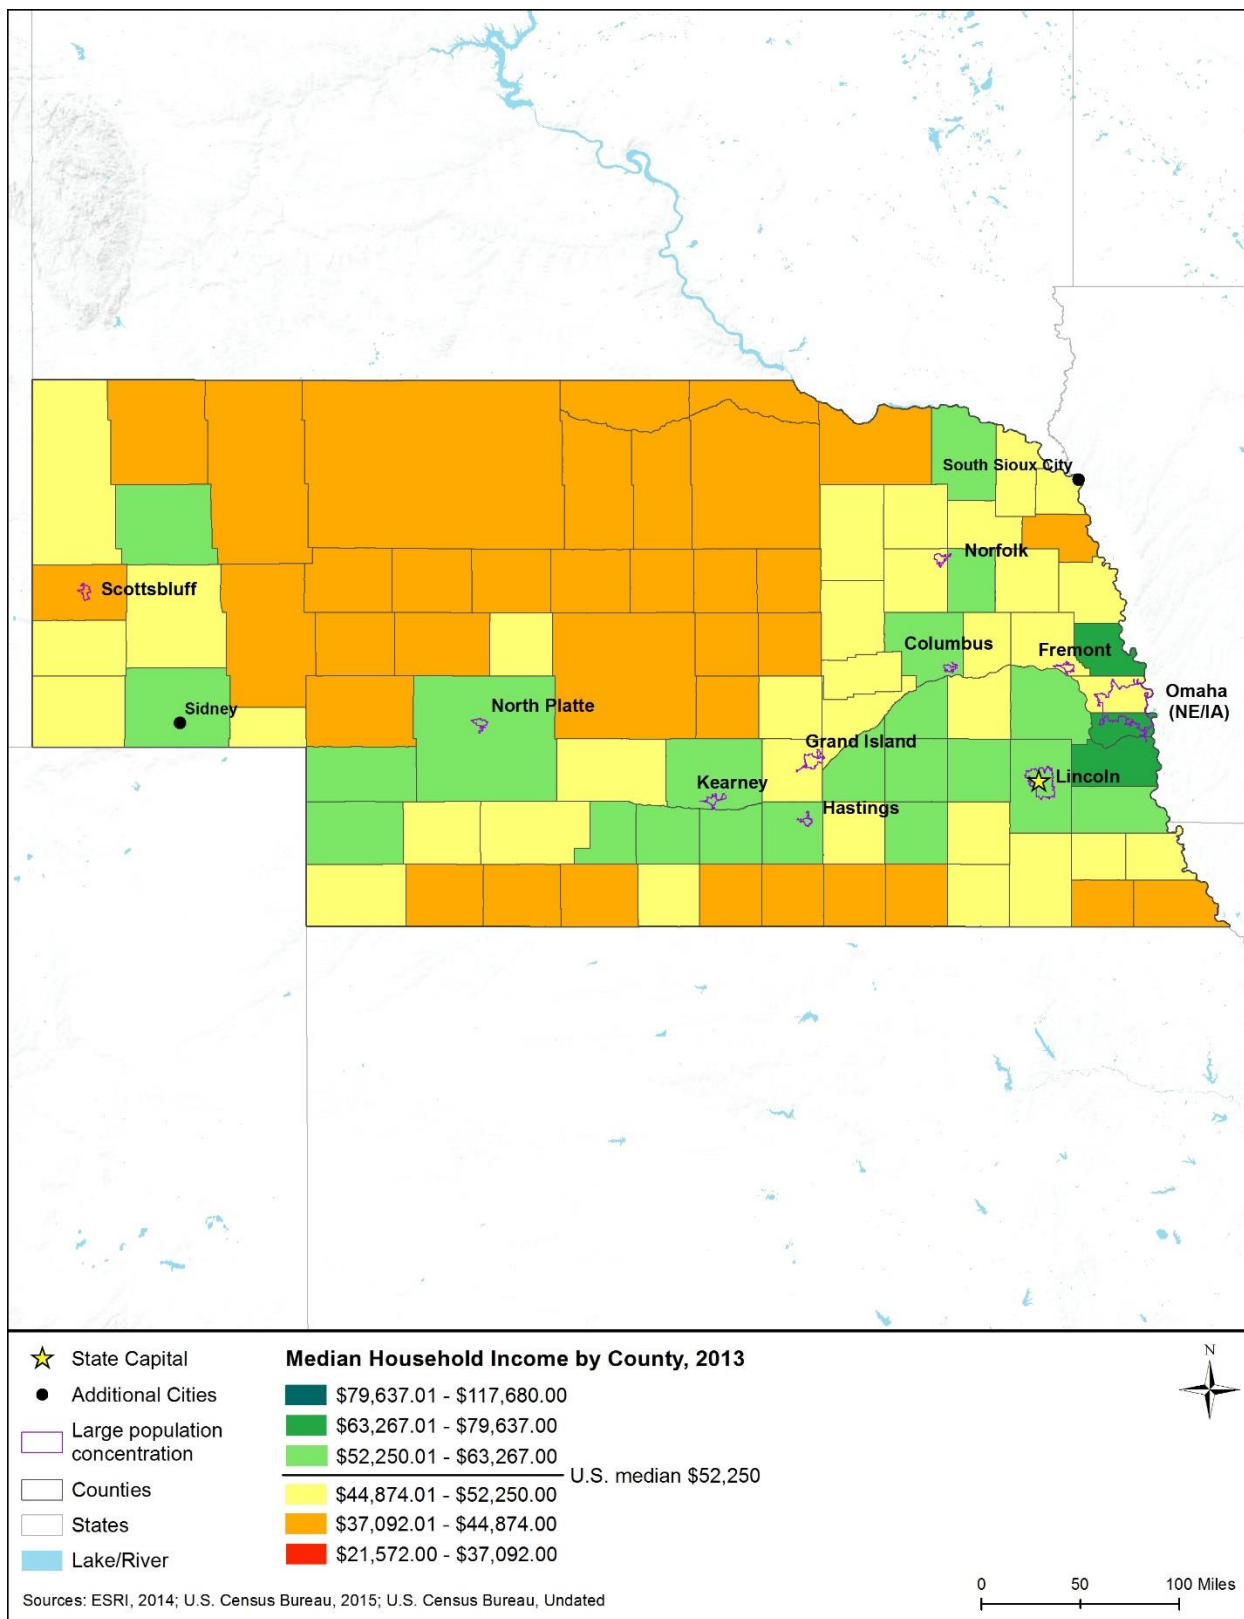 South Sioux City
Norfolk
Scottsbluff
Columbus
Fremont
Omaha
(NE/IA)
Sidney
North Platte
Grand Island
Kearney
Lincoln
Hastings
State Capital
Additional Cities
Large population
concentration
Counties
States
Lake/River
Median Household Income by County, 2013
$79,637.01 - $117,680.00
$63,267.01 - $79,637.00
$52,250.01 - $63,267.00
U.S. median $52,250
$44,874.01 - $52,250.00
$37,092.01 - $44,874.00
$21,572.00 - $37,092.00
N
Sources: ESRI, 2014; U.S. Census Bureau, 2015; U.S. Census Bureau, Undated
0 50 100 Miles